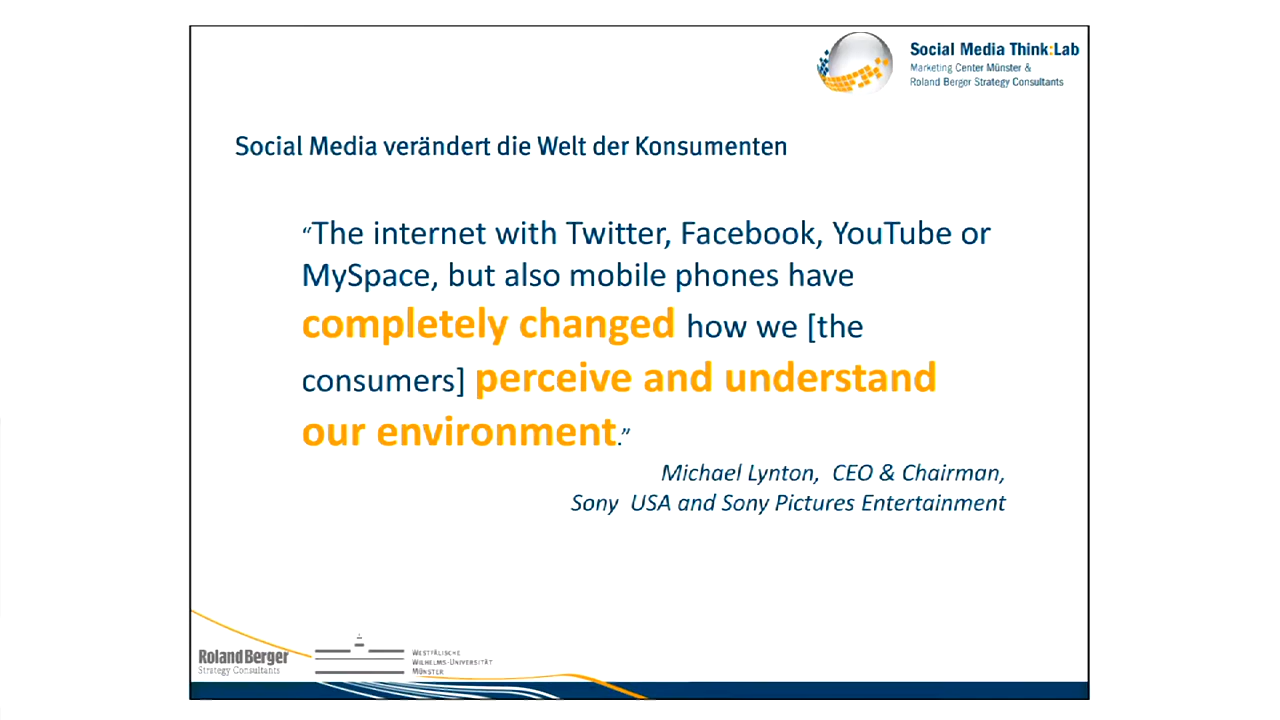 Social Media Think:Lab
Marketing Center Münster &
Roland Berger Strategy Consultants
Social Media verändert die Welt der Konsumenten
“The internet with Twitter, Facebook, YouTube or
MySpace, but also mobile phones have
completely changed how we [the
consumers] perceive and understand
our environment.”
Michael Lynton, CEO & Chairman,
Sony USA and Sony Pictures Entertainment
Roland Berger
Strategy Consultants
Westfälische
Wilhelms-Universität
Münster